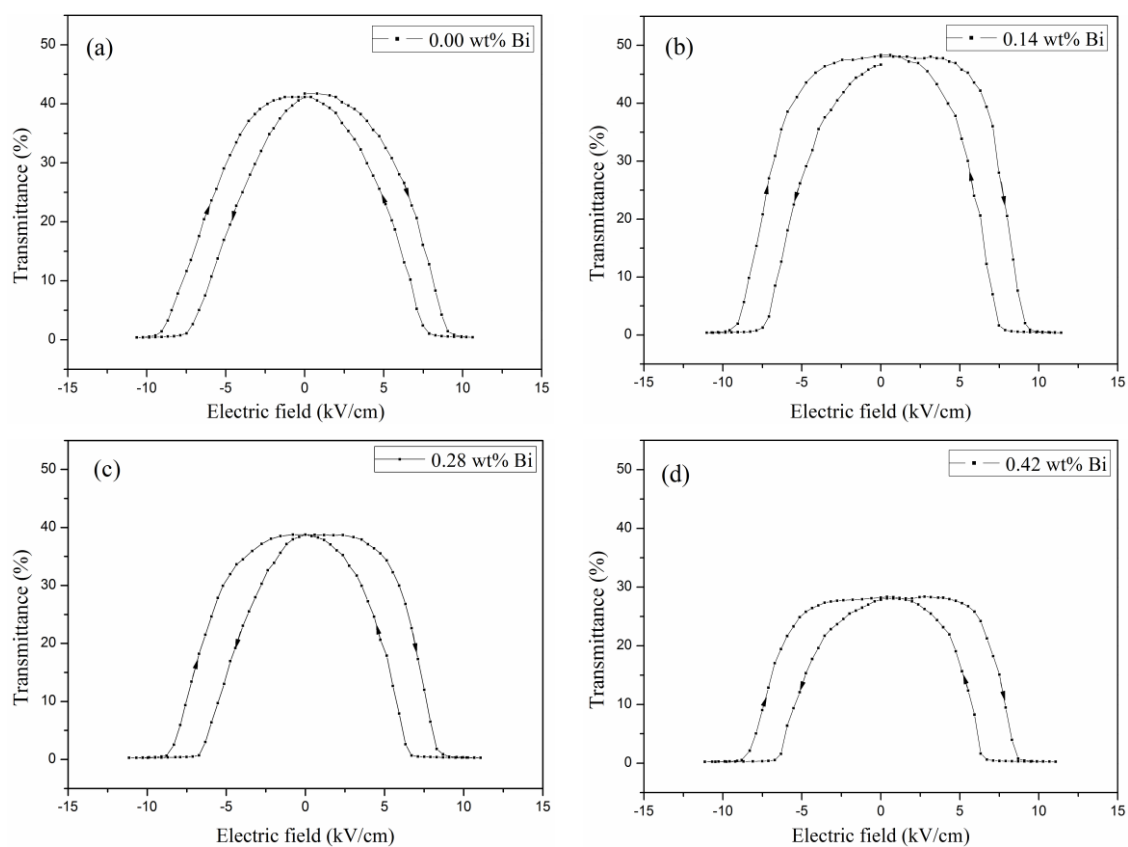 (a)
0.00 wt% Bi
50
40
30
20
10
0
Transmittance (%)
-15 -10 -5 0 5 10 15
Electric field (kV/cm)
(b)
0.14 wt% Bi
50
40
30
20
10
0
Transmittance (%)
-15 -10 -5 0 5 10 15
Electric field (kV/cm)
(c)
0.28 wt% Bi
50
40
30
20
10
0
Transmittance (%)
-15 -10 -5 0 5 10 15
Electric field (kV/cm)
(d)
0.42 wt% Bi
50
40
30
20
10
0
Transmittance (%)
-15 -10 -5 0 5 10 15
Electric field (kV/cm)